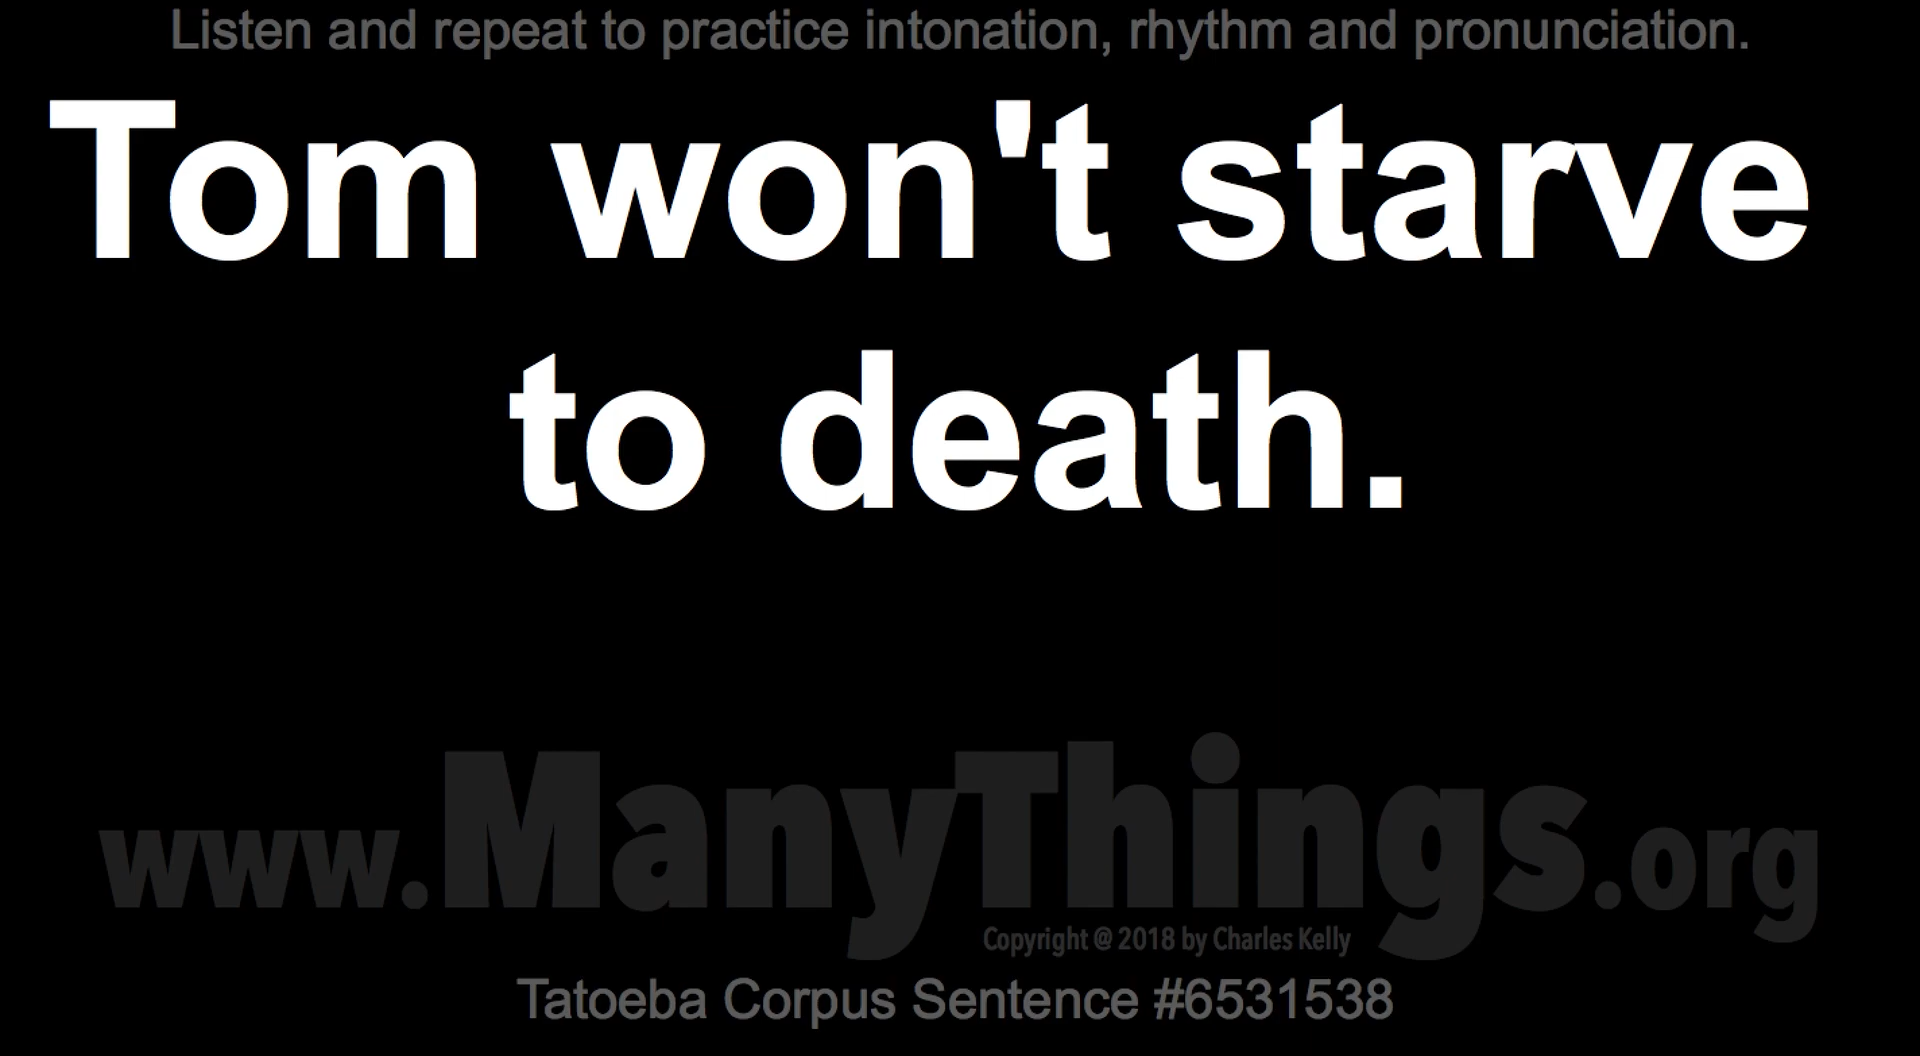 Listen and repeat to practice intonation, rhythm and pronunciation.
Tom won't starve
to death.
www.ManyThings.org
Copyright @ 2018 by Charles Kelly
Tatoeba Corpus Sentence #6531538